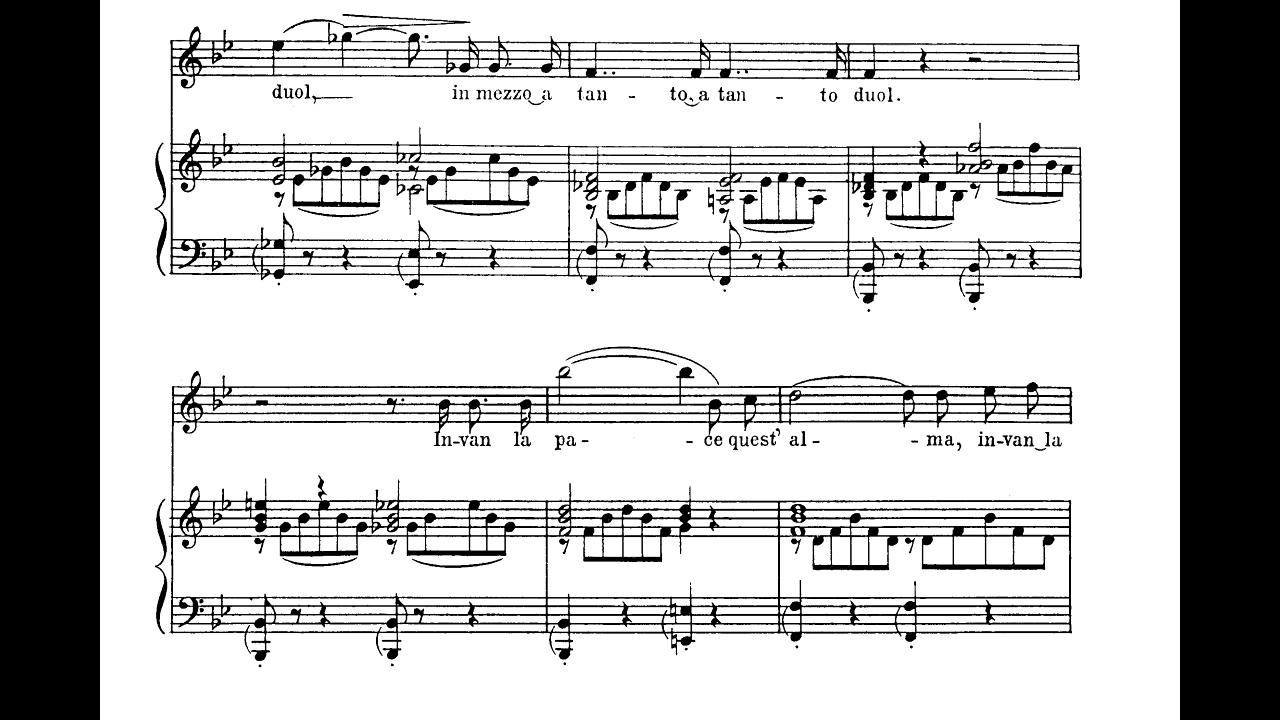 duol, in mezzo a tan - to, a tan - to duol.
In-van la pa - - ce quest' al - - ma, in-van la